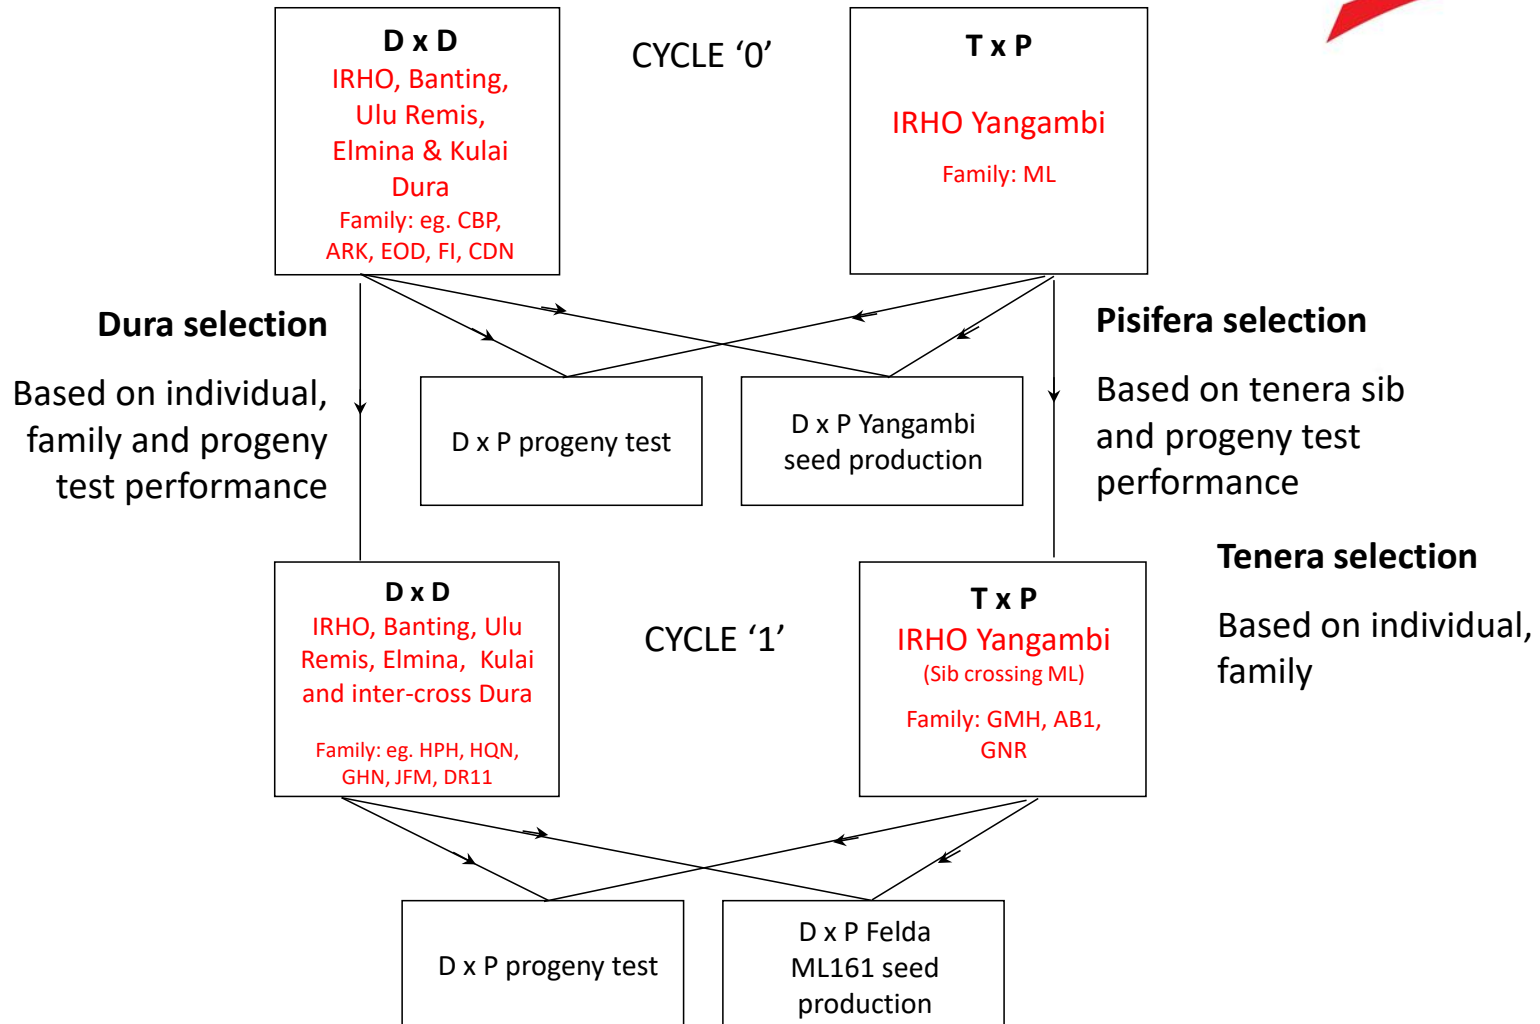 D x D
IRHO, Banting,
Ulu Remis,
Elmina & Kulai
Dura
Family: eg. CBP,
ARK, EOD, FI, CDN
CYCLE ‘0’
T x P
IRHO Yangambi
Family: ML
Dura selection
Based on individual,
family and progeny
test performance
D x P progeny test
D x P Yangambi
seed production
Pisifera selection
Based on tenera sib
and progeny test
performance
Tenera selection
Based on individual,
family
D x D
IRHO, Banting, Ulu
Remis, Elmina, Kulai
and inter-cross Dura
Family: eg. HPH, HQN,
GHN, JFM, DR11
CYCLE ‘1’
T x P
IRHO Yangambi
(Sib crossing ML)
Family: GMH, AB1,
GNR
D x P progeny test
D x P Felda
ML161 seed
production